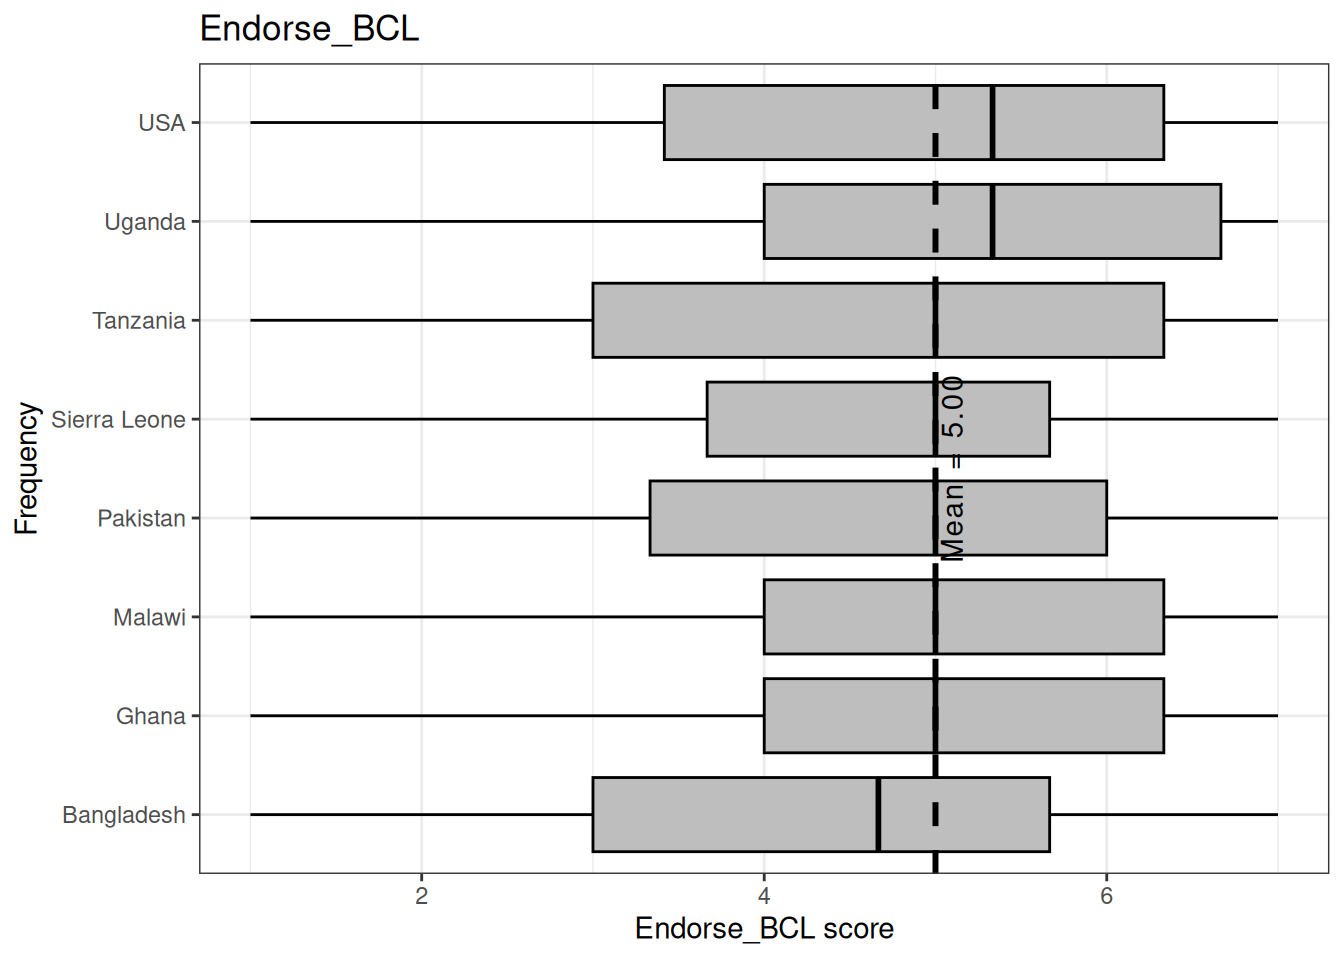 Endorse_BCL
USA
Uganda
Tanzania
Sierra Leone
Pakistan
Malawi
Ghana
Bangladesh
Frequency
Mean = 5.00
2 4 6
Endorse_BCL score